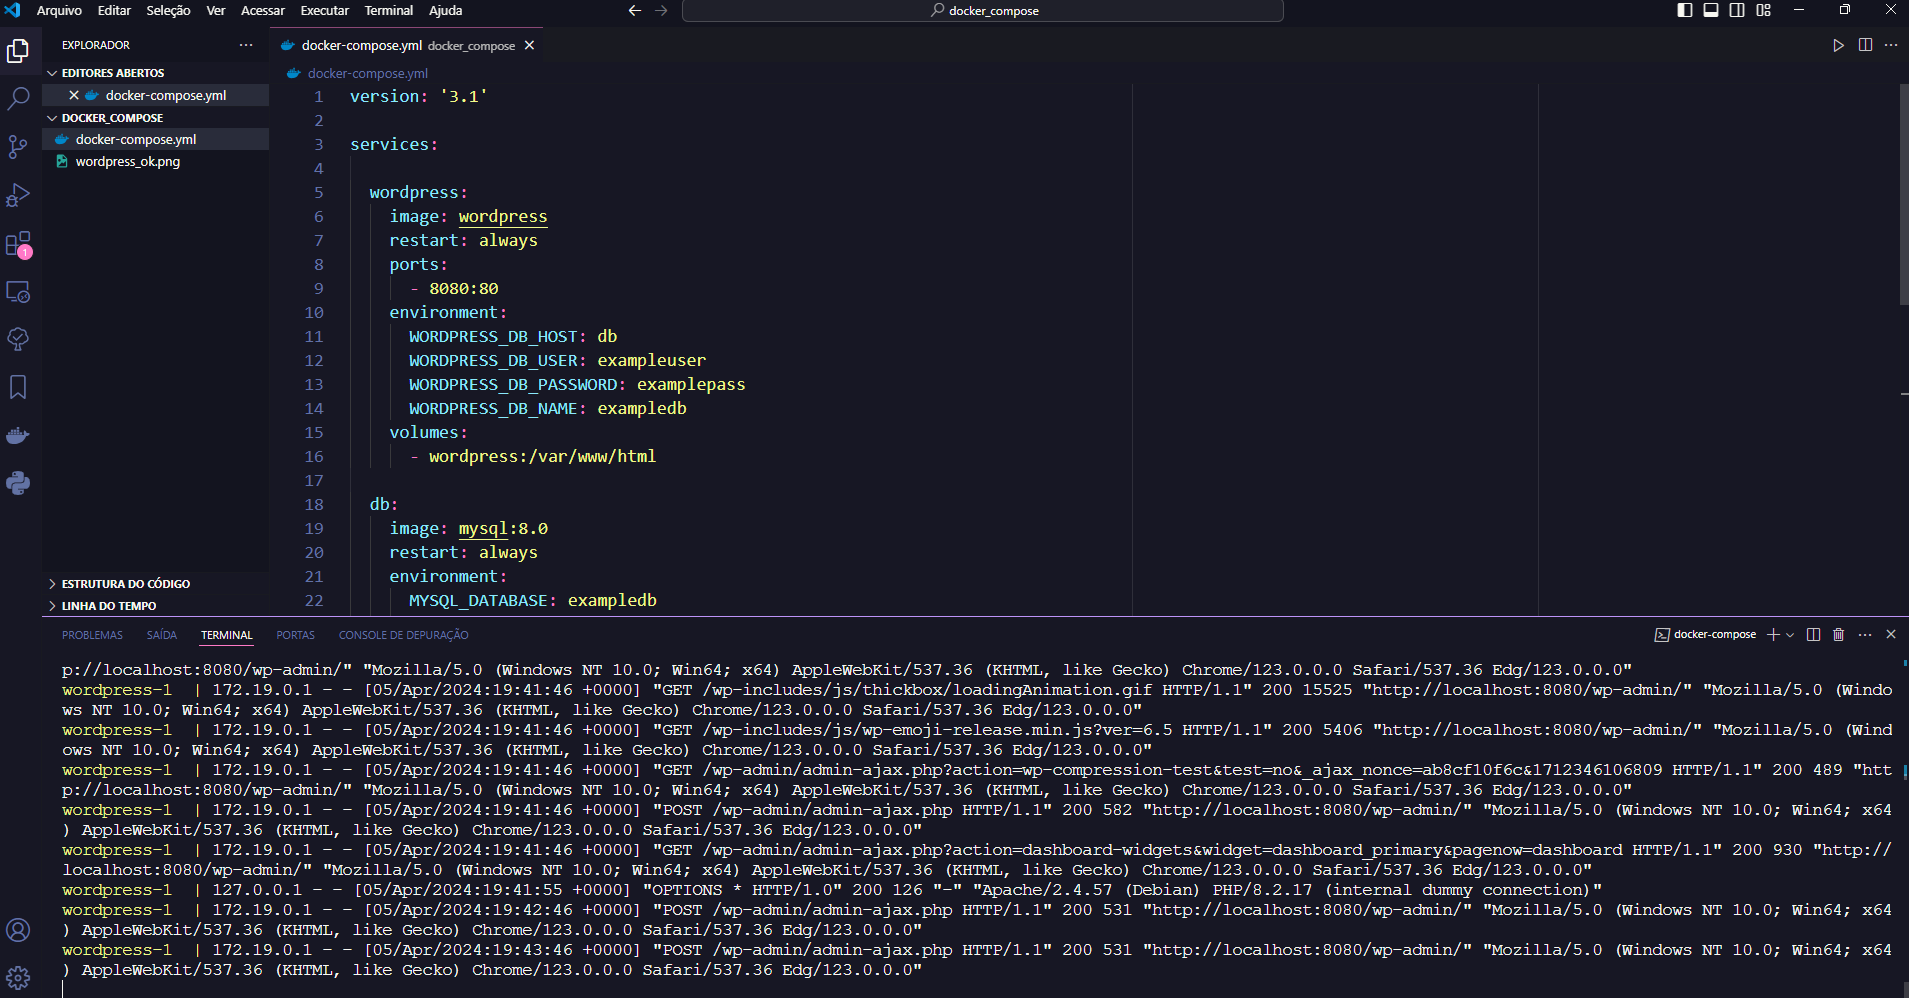 Arquivo Editar Seleção Ver Acessar Executar Terminal Ajuda
docker_compose
EXPLORADOR
docker-compose.yml docker_compose
EDITORES ABERTOS
docker-compose.yml
docker-compose.yml
DOCKER_COMPOSE
docker-compose.yml
wordpress_ok.png
1
ESTRUTURA DO CÓDIGO
LINHA DO TEMPO
1 version: '3.1'
2
3 services:
4
5 wordpress:
6 image: wordpress
7 restart: always
8 ports:
9 - 8080:80
10 environment:
11 WORDPRESS_DB_HOST: db
12 WORDPRESS_DB_USER: exampleuser
13 WORDPRESS_DB_PASSWORD: examplepass
14 WORDPRESS_DB_NAME: exampledb
15 volumes:
16 - wordpress:/var/www/html
17
18 db:
19 image: mysql:8.0
20 restart: always
21 environment:
22 MYSQL_DATABASE: exampledb
PROBLEMAS SAÍDA TERMINAL PORTAS CONSOLE DE DEPURAÇÃO
docker-compose
p://localhost:8080/wp-admin/" "Mozilla/5.0 (Windows NT 10.0; Win64; x64) AppleWebKit/537.36 (KHTML, like Gecko) Chrome/123.0.0.0 Safari/537.36 Edg/123.0.0.0"
wordpress-1 | 172.19.0.1 - - [05/Apr/2024:19:41:46 +0000] "GET /wp-includes/js/thickbox/loadingAnimation.gif HTTP/1.1" 200 15525 "http://localhost:8080/wp-admin/" "Mozilla/5.0 (Windo
ws NT 10.0; Win64; x64) AppleWebKit/537.36 (KHTML, like Gecko) Chrome/123.0.0.0 Safari/537.36 Edg/123.0.0.0"
wordpress-1 | 172.19.0.1 - - [05/Apr/2024:19:41:46 +0000] "GET /wp-includes/js/wp-emoji-release.min.js?ver=6.5 HTTP/1.1" 200 5406 "http://localhost:8080/wp-admin/" "Mozilla/5.0 (Wind
ows NT 10.0; Win64; x64) AppleWebKit/537.36 (KHTML, like Gecko) Chrome/123.0.0.0 Safari/537.36 Edg/123.0.0.0"
wordpress-1 | 172.19.0.1 - - [05/Apr/2024:19:41:46 +0000] "GET /wp-admin/admin-ajax.php?action=wp-compression-test&test=no&_ajax_nonce=ab8cf10f6c&1712346106809 HTTP/1.1" 200 489 "htt
p://localhost:8080/wp-admin/" "Mozilla/5.0 (Windows NT 10.0; Win64; x64) AppleWebKit/537.36 (KHTML, like Gecko) Chrome/123.0.0.0 Safari/537.36 Edg/123.0.0.0"
wordpress-1 | 172.19.0.1 - - [05/Apr/2024:19:41:46 +0000] "POST /wp-admin/admin-ajax.php HTTP/1.1" 200 582 "http://localhost:8080/wp-admin/" "Mozilla/5.0 (Windows NT 10.0; Win64; x64
) AppleWebKit/537.36 (KHTML, like Gecko) Chrome/123.0.0.0 Safari/537.36 Edg/123.0.0.0"
wordpress-1 | 172.19.0.1 - - [05/Apr/2024:19:41:46 +0000] "GET /wp-admin/admin-ajax.php?action=dashboard-widgets&widget=dashboard_primary&pagenow=dashboard HTTP/1.1" 200 930 "http://
localhost:8080/wp-admin/" "Mozilla/5.0 (Windows NT 10.0; Win64; x64) AppleWebKit/537.36 (KHTML, like Gecko) Chrome/123.0.0.0 Safari/537.36 Edg/123.0.0.0"
wordpress-1 | 127.0.0.1 - - [05/Apr/2024:19:41:55 +0000] "OPTIONS * HTTP/1.0" 200 126 "-" "Apache/2.4.57 (Debian) PHP/8.2.17 (internal dummy connection)"
wordpress-1 | 172.19.0.1 - - [05/Apr/2024:19:42:46 +0000] "POST /wp-admin/admin-ajax.php HTTP/1.1" 200 531 "http://localhost:8080/wp-admin/" "Mozilla/5.0 (Windows NT 10.0; Win64; x64
) AppleWebKit/537.36 (KHTML, like Gecko) Chrome/123.0.0.0 Safari/537.36 Edg/123.0.0.0"
wordpress-1 | 172.19.0.1 - - [05/Apr/2024:19:43:46 +0000] "POST /wp-admin/admin-ajax.php HTTP/1.1" 200 531 "http://localhost:8080/wp-admin/" "Mozilla/5.0 (Windows NT 10.0; Win64; x64
) AppleWebKit/537.36 (KHTML, like Gecko) Chrome/123.0.0.0 Safari/537.36 Edg/123.0.0.0"